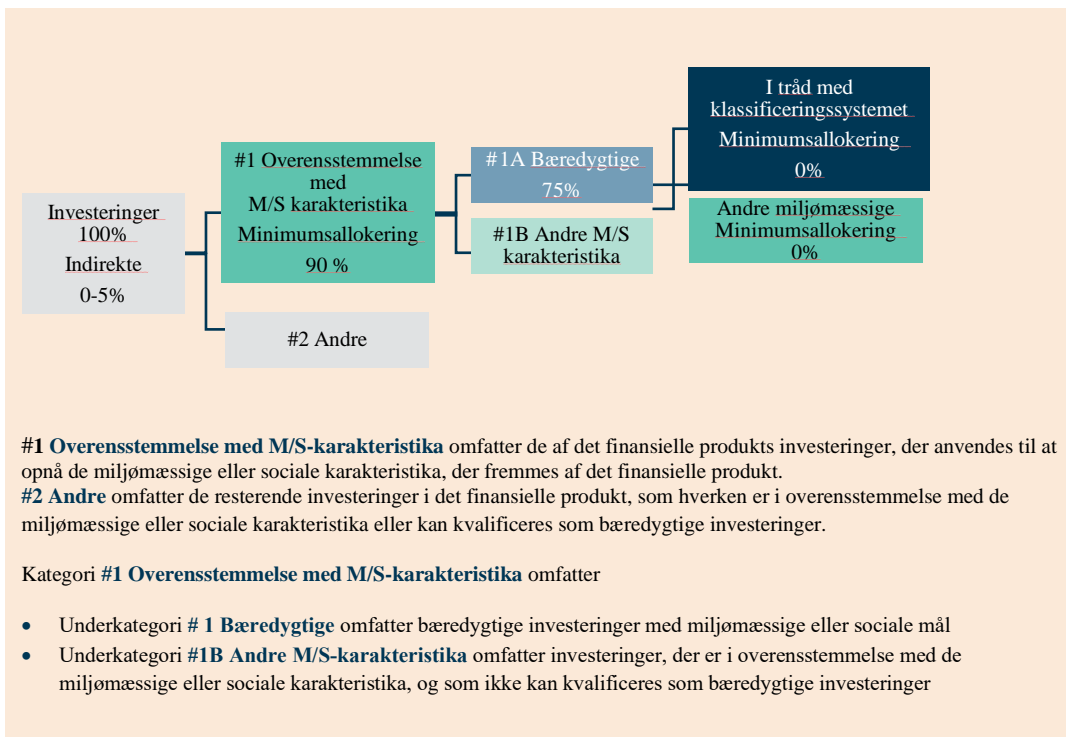 Investeringer
100%
Indirekte
0-5%
#1 Overensstemmelse
med
M/S karakteristika
Minimumsallokering
90 %
#2 Andre
#1A Bæredygtige
75%
#1B Andre M/S
karakteristika
I tråd med
klassificeringssystemet
Minimumsallokering
0%
Andre miljømæssige
Minimumsallokering
0%
#1 Overensstemmelse med M/S-karakteristika omfatter de af det finansielle produkts investeringer, der anvendes til at
opnå de miljømæssige eller sociale karakteristika, der fremmes af det finansielle produkt.
#2 Andre omfatter de resterende investeringer i det finansielle produkt, som hverken er i overensstemmelse med de
miljømæssige eller sociale karakteristika eller kan kvalificeres som bæredygtige investeringer.
Kategori #1 Overensstemmelse med M/S-karakteristika omfatter
• Underkategori # 1 Bæredygtige omfatter bæredygtige investeringer med miljømæssige eller sociale mål
• Underkategori #1B Andre M/S-karakteristika omfatter investeringer, der er i overensstemmelse med de
miljømæssige eller sociale karakteristika, og som ikke kan kvalificeres som bæredygtige investeringer